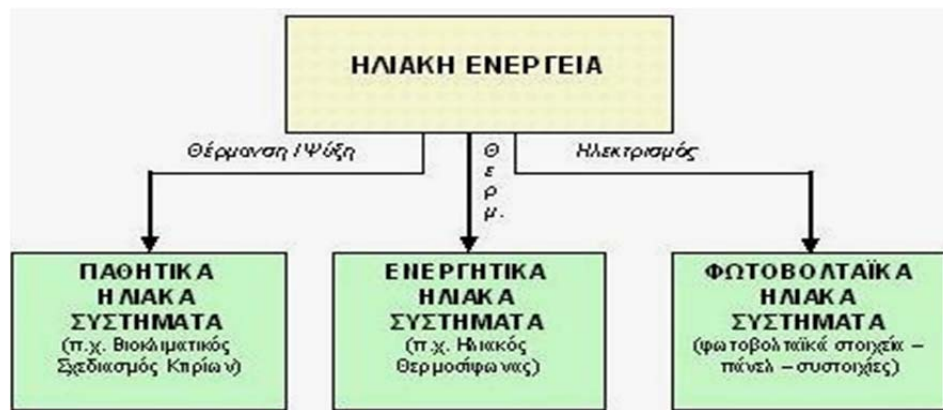 ΗΛΙΑΚΗ ΕΝΕΡΓΕΙΑ
Θέρμανση / Ψύξη
Θερμ.
Ηλεκτρισμός
ΠΑΘΗΤΙΚΑ
ΗΛΙΑΚΑ
ΣΥΣΤΗΜΑΤΑ
(π.χ. Βιοκλιματικός
Σχεδιασμός Κτιρίων)
ΕΝΕΡΓΗΤΙΚΑ
ΗΛΙΑΚΑ
ΣΥΣΤΗΜΑΤΑ
(π.χ. Ηλιακός
Θερμοσίφωνας)
ΦΩΤΟΒΟΛΤΑΪΚΑ
ΗΛΙΑΚΑ
ΣΥΣΤΗΜΑΤΑ
(φωτοβολταϊκά στοιχεία –
πάνελ – συστοιχίες)